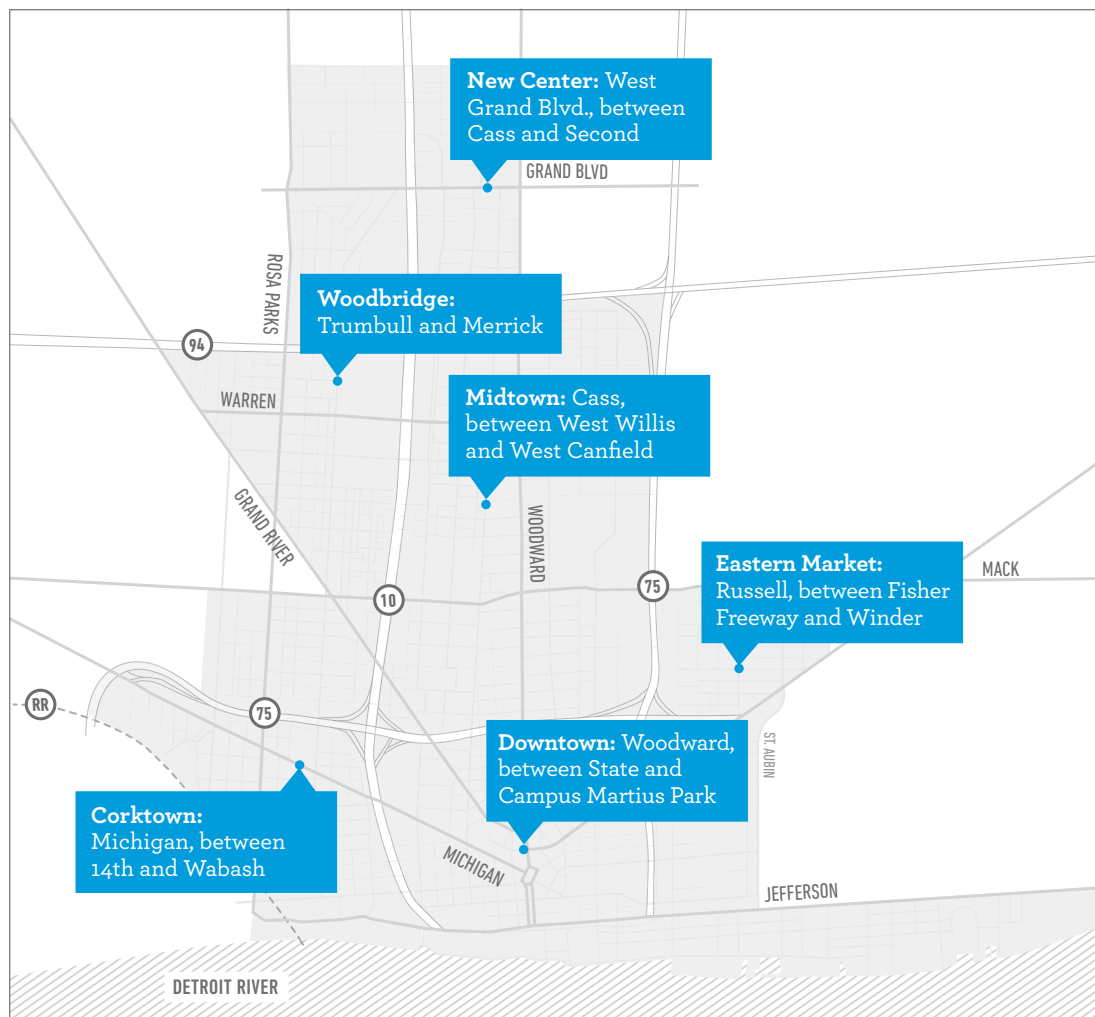 New Center: West
Grand Blvd., between
Cass and Second
GRAND BLVD
ROSA PARKS
Woodbridge:
Trumbull and Merrick
94
WARREN
Midtown: Cass,
between West Willis
and West Canfield
GRAND RIVER
WOODWARD
Eastern Market:
Russell, between Fisher
Freeway and Winder
MACK
10
75
RR
75
Downtown: Woodward,
between State and
Campus Martius Park
ST. AUBIN
Corktown:
Michigan, between
14th and Wabash
MICHIGAN
JEFFERSON
DETROIT RIVER